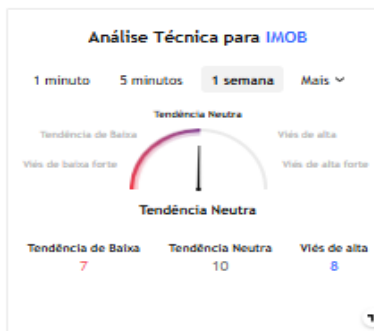 Análise Técnica para IMOB
1 minuto 5 minutos 1 semana Mais
Tendência Neutra
Tendência de Baixa Viés de alta
Viés de baixa forte Viés de alta forte
Tendência Neutra
Tendência de Baixa Tendência Neutra Viés de alta
7 10 8